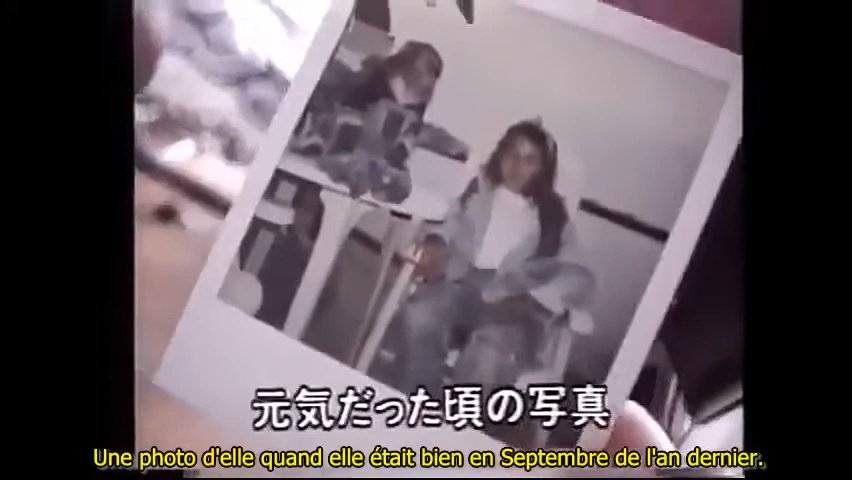 元気だった頃の写真
Une photo d'elle quand elle était bien en Septembre de l'an dernier.